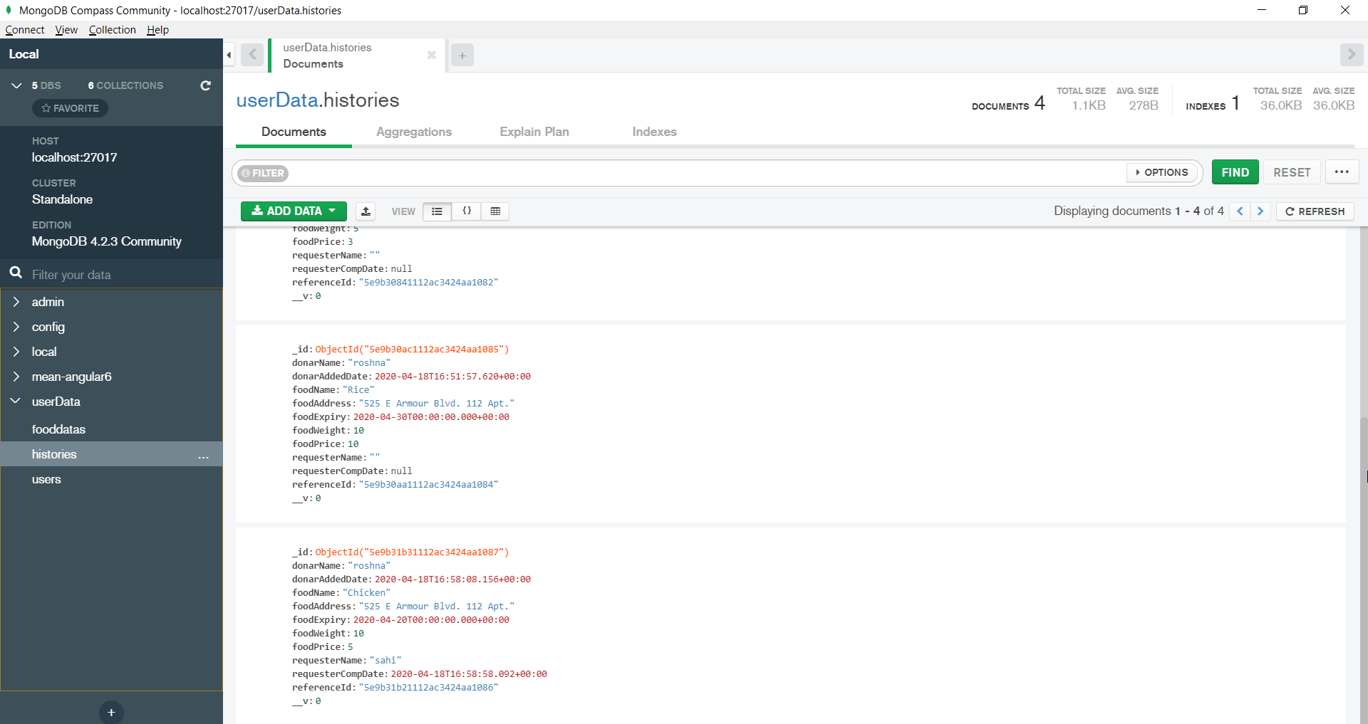 MongoDB Compass Community - localhost:27017/userData.histories
Connect View Collection Help
Local
5 DBS 6 COLLECTIONS
FAVORITE
HOST
localhost:27017
CLUSTER
Standalone
EDITION
MongoDB 4.2.3 Community
Filter your data
admin
config
local
mean-angular6
userData
fooddatas
histories ...
users
+
userData.histories
Documents
+
userData.histories
DOCUMENTS 4 TOTAL SIZE 1.1KB AVG. SIZE 278B INDEXES 1 TOTAL SIZE 36.0KB AVG. SIZE 36.0KB
Documents Aggregations Explain Plan Indexes
FILTER OPTIONS FIND RESET ...
ADD DATA VIEW {} Displaying documents 1 - 4 of 4 REFRESH
foodWeight: 5
foodPrice: 3
requesterName: ""
requesterCompDate: null
referenceId: "5e9b30841112ac3424aa1082"
__v: 0
_id: ObjectId("5e9b30ac1112ac3424aa1085")
donarName: "roshna"
donarAddedDate: 2020-04-18T16:51:57.620+00:00
foodName: "Rice"
foodAddress: "525 E Armour Blvd. 112 Apt."
foodExpiry: 2020-04-30T00:00:00.000+00:00
foodWeight: 10
foodPrice: 10
requesterName: ""
requesterCompDate: null
referenceId: "5e9b30aa1112ac3424aa1084"
__v: 0
_id: ObjectId("5e9b31b31112ac3424aa1087")
donarName: "roshna"
donarAddedDate: 2020-04-18T16:58:08.156+00:00
foodName: "Chicken"
foodAddress: "525 E Armour Blvd. 112 Apt."
foodExpiry: 2020-04-20T00:00:00.000+00:00
foodWeight: 10
foodPrice: 5
requesterName: "sahi"
requesterCompDate: 2020-04-18T16:58:58.092+00:00
referenceId: "5e9b31b21112ac3424aa1086"
__v: 0